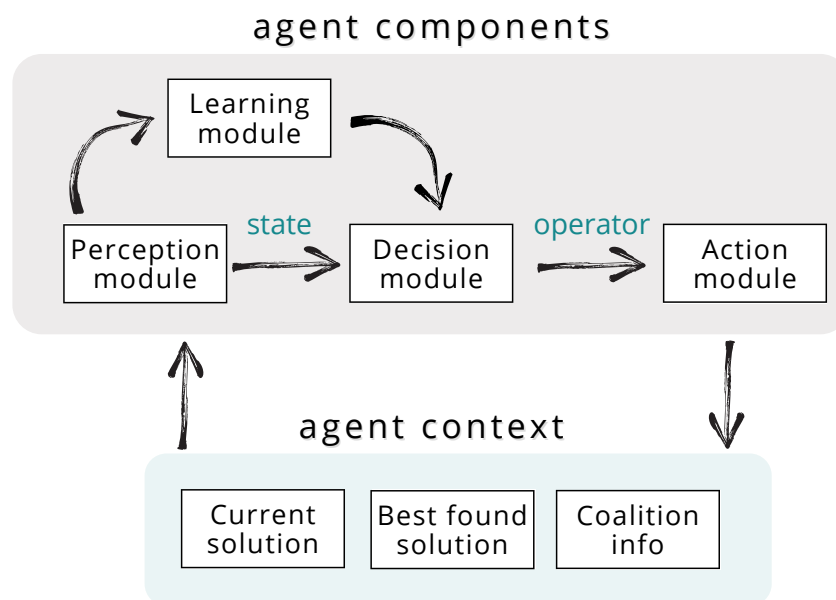 agent components
Learning
module
state
operator
Perception
module
Decision
module
Action
module
agent context
Current
solution
Best found
solution
Coalition
info